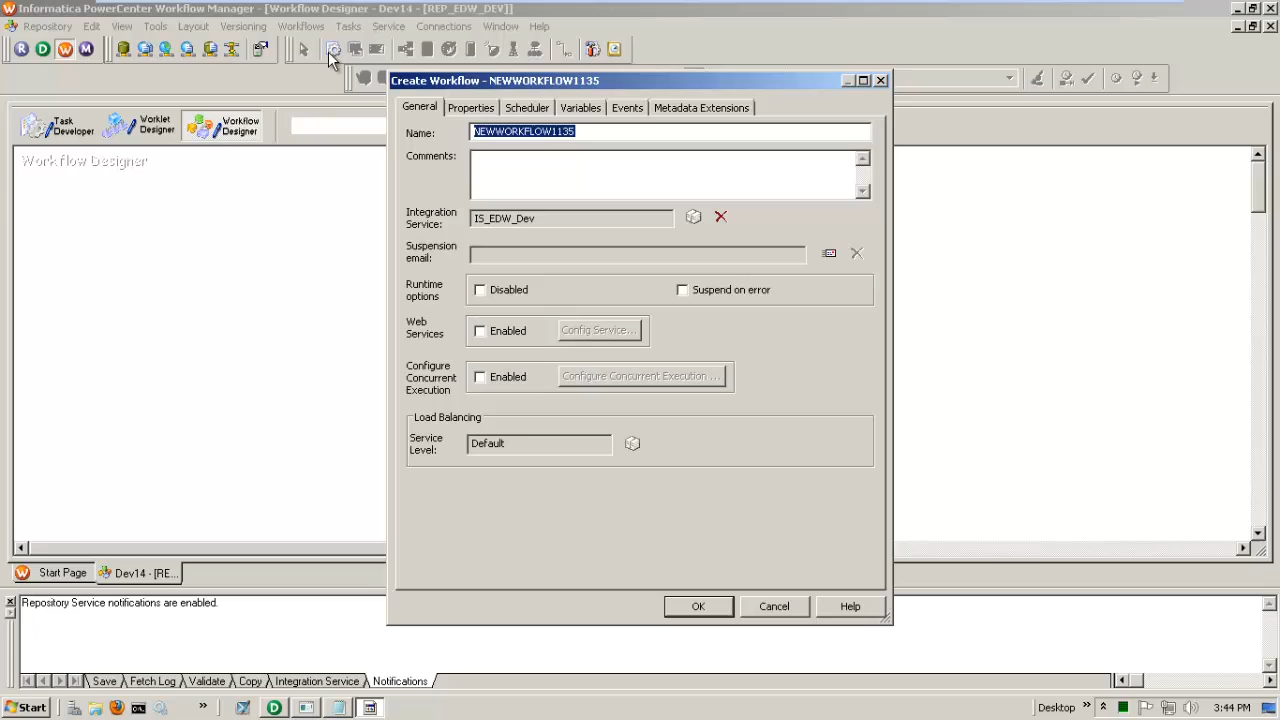 Informatica PowerCenter Workflow Manager - [Workflow Designer - Dev14 - [REP_EDW_DEV]]
Repository Edit View Tools Layout Versioning Workflows Tasks Service Connections Window Help
R D W M
Create Workflow - NEWWORKFLOW1135
General Properties Scheduler Variables Events Metadata Extensions
Task Developer
Worklet Designer
Workflow Designer
Workflow Designer
Name: NEWWORKFLOW1135
Comments:
Integration Service: IS_EDW_Dev
Suspension email:
Runtime options Disabled Suspend on error
Web Services Enabled Config Service...
Configure Concurrent Execution Enabled Configure Concurrent Execution ...
Load Balancing
Service Level: Default
OK Cancel Help
Start Page Dev14 - [RE...
Repository Service notifications are enabled.
Save Fetch Log Validate Copy Integration Service Notifications
Start Desktop 3:44 PM